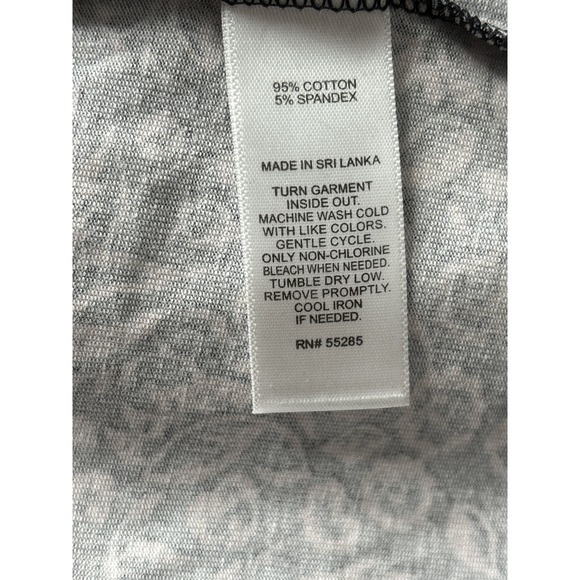 95% COTTON
5% SPANDEX
MADE IN SRI LANKA
TURN GARMENT
INSIDE OUT.
MACHINE WASH COLD
WITH LIKE COLORS.
GENTLE CYCLE.
ONLY NON-CHLORINE
BLEACH WHEN NEEDED.
TUMBLE DRY LOW.
REMOVE PROMPTLY.
COOL IRON
IF NEEDED.
RN# 55285